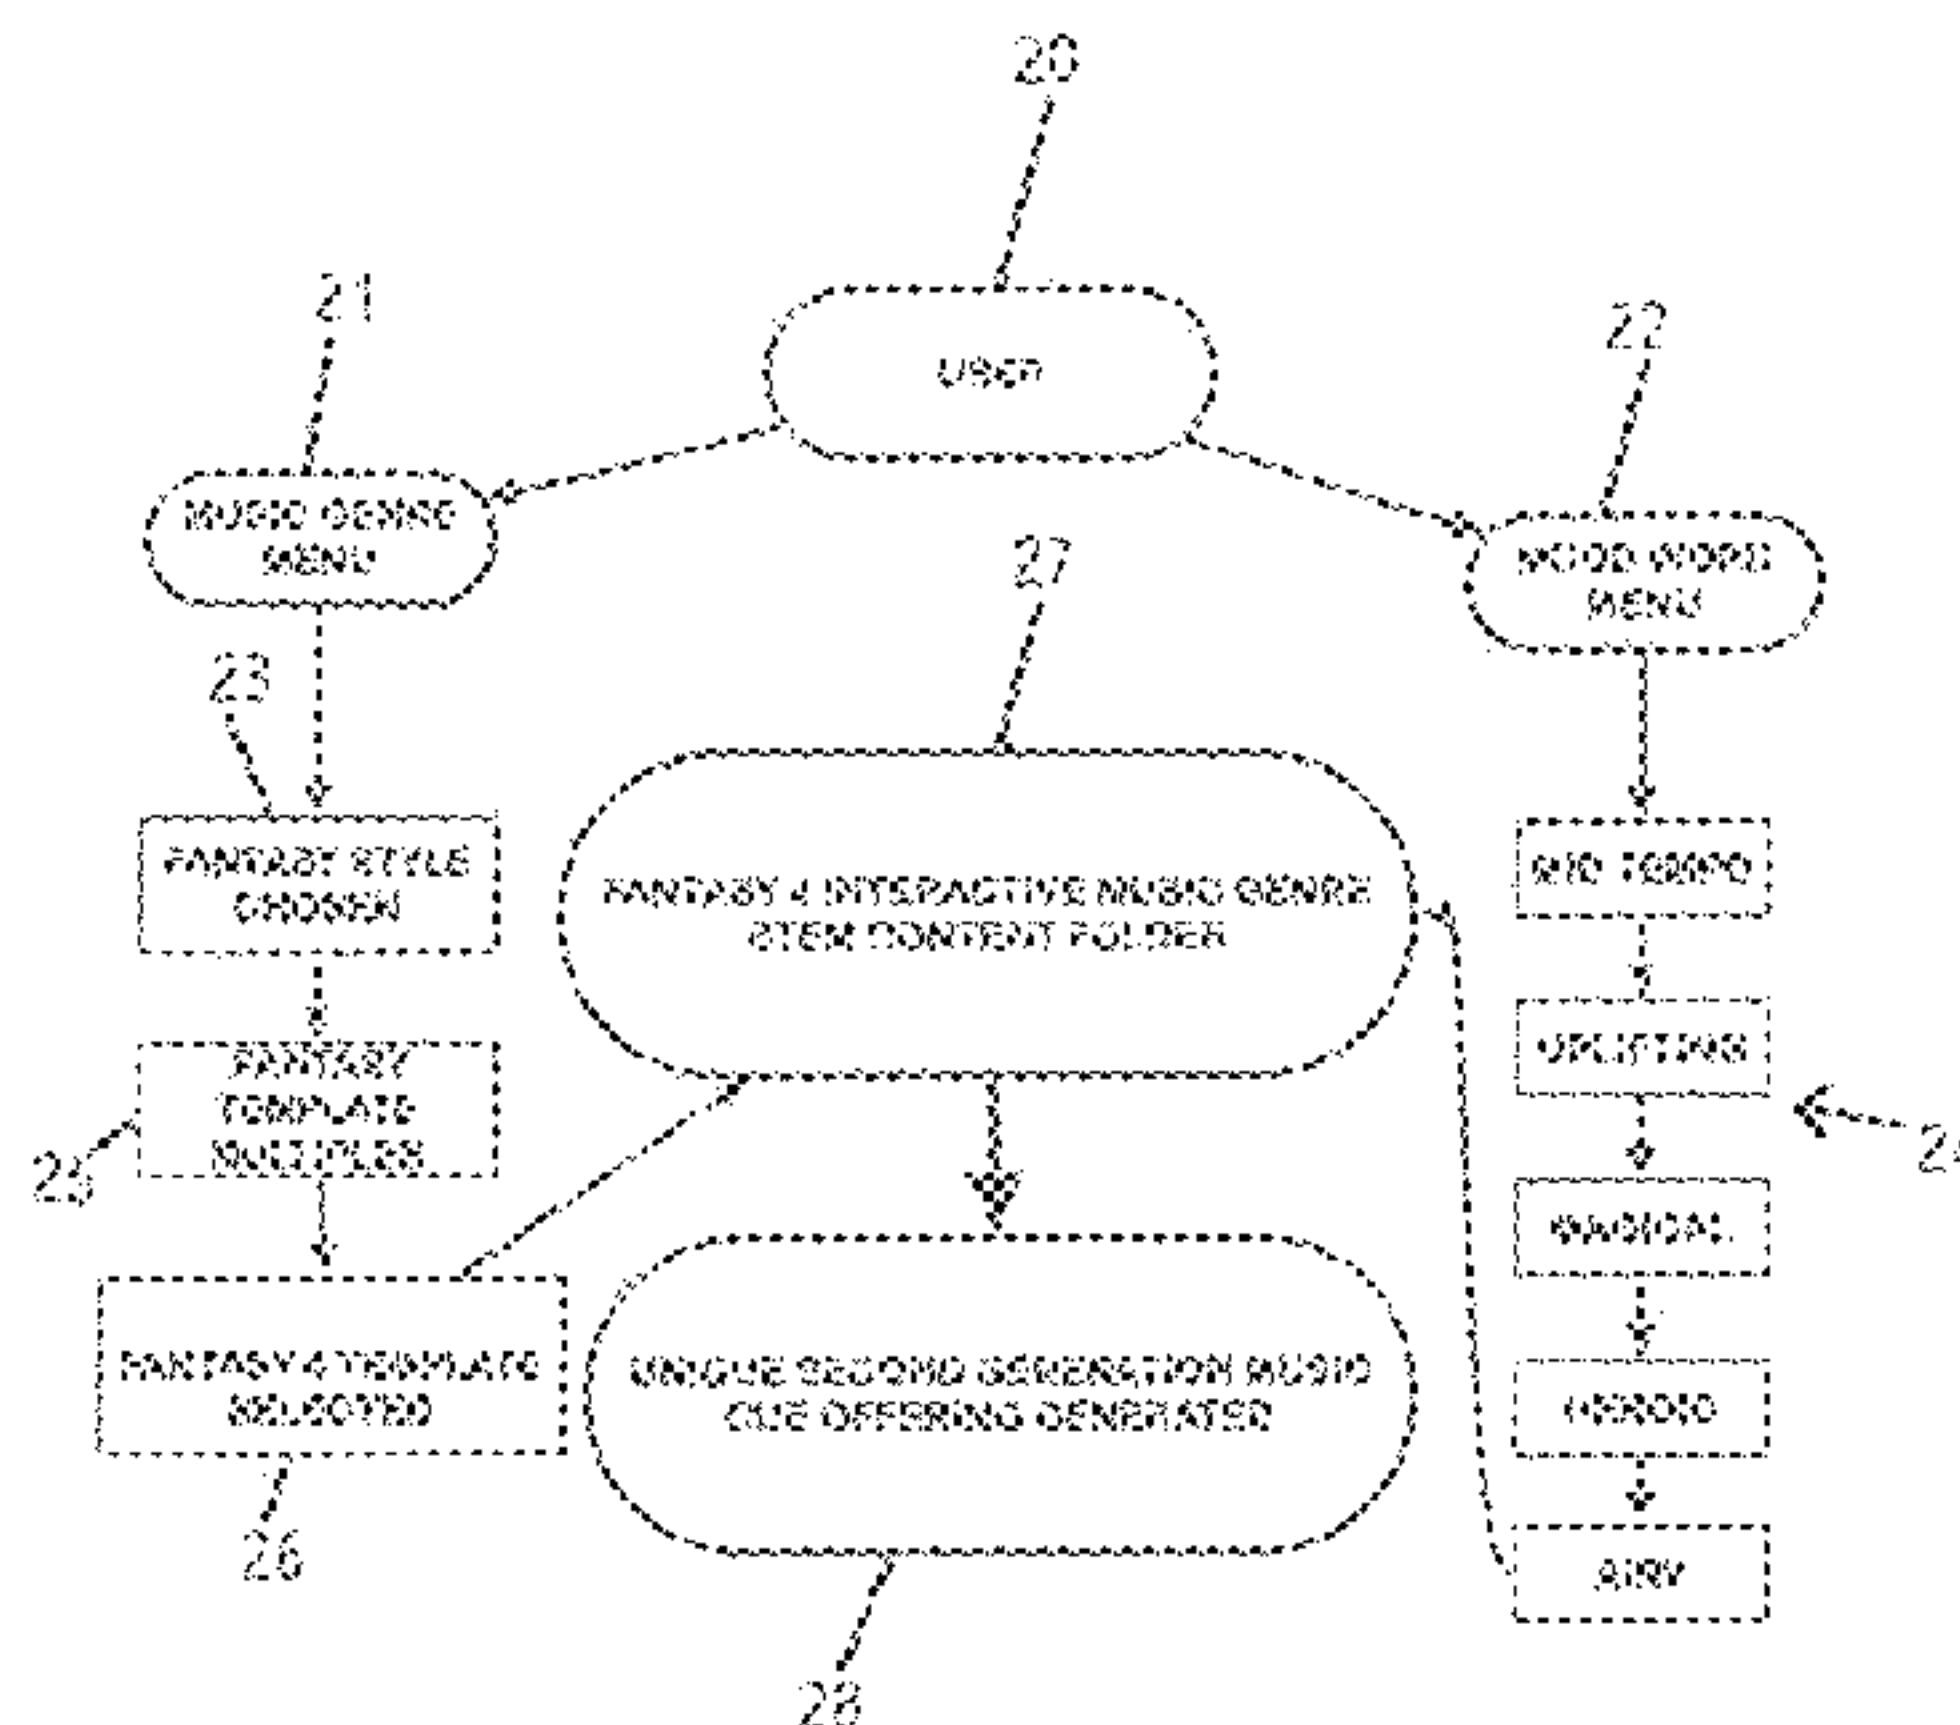 20
21
USER
22
MUSIC GENRE
MENU
27
MOOD WORD
MENU
23
FANTASY STYLE
CHOSEN
FANTASY 4 INTERACTIVE MUSIC GENRE
STEM CONTENT FOLDER
MID TEMPO
UPLIFTING
FANTASY
TEMPLATE
MULTIPLES
25
MAGICAL
FANTASY 4 TEMPLATE
SELECTED
UNIQUE SECOND GENERATION MUSIC
CUE OFFERING GENERATED
HEROIC
26
AIRY
28